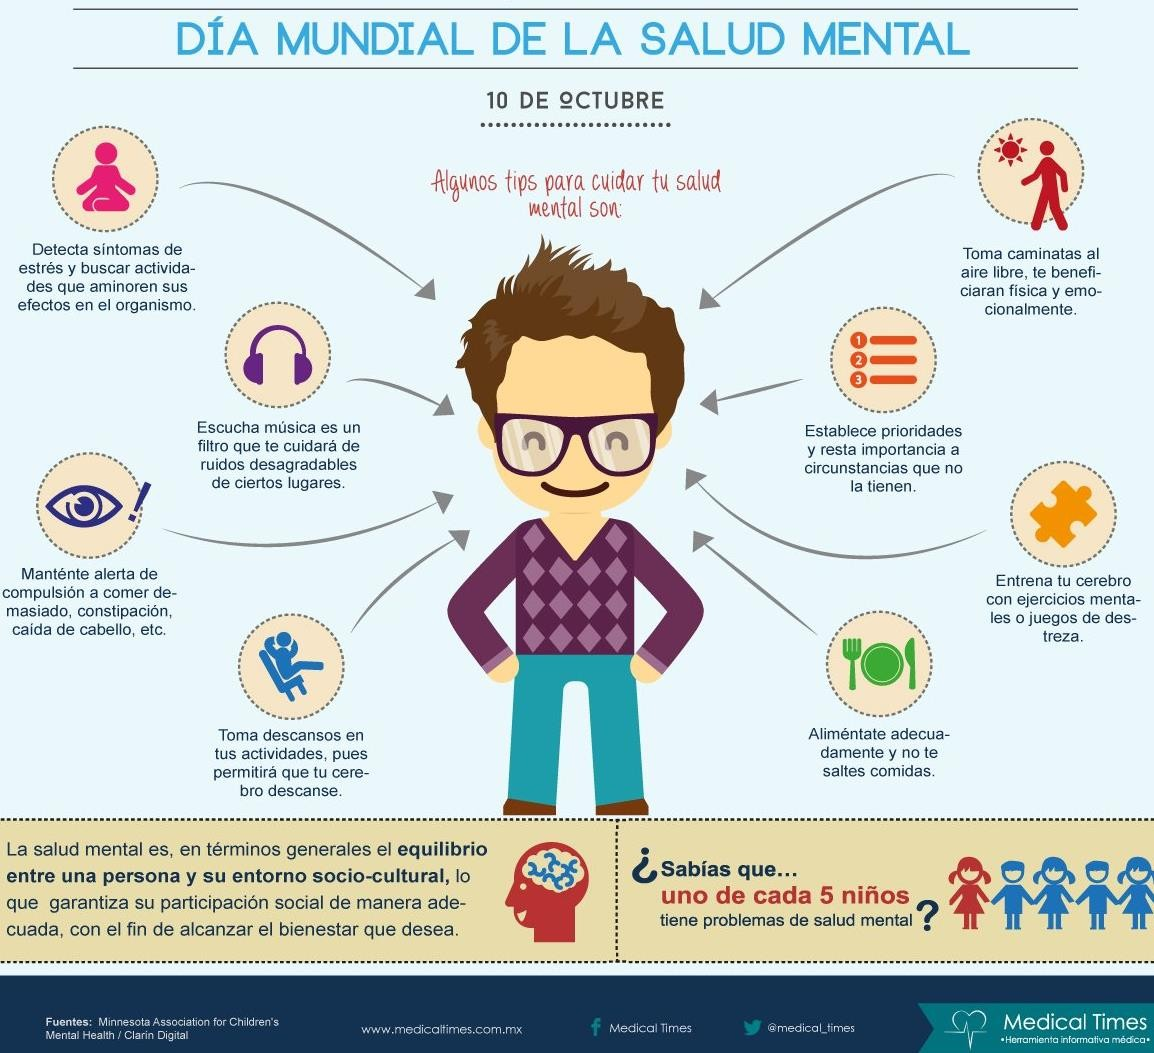 DÍA MUNDIAL DE LA SALUD MENTAL
10 DE OCTUBRE
Algunos tips para cuidar tu salud
mental son:
Detecta síntomas de
estrés y buscar activida-
des que aminoren sus
efectos en el organismo.
Toma caminatas al
aire libre, te benefi-
ciaran física y emo-
cionalmente.
Escucha música es un
filtro que te cuidará de
ruidos desagradables
de ciertos lugares.
1
2
3
Establece prioridades
y resta importancia a
circunstancias que no
la tienen.
!
Manténte alerta de
compulsión a comer de-
masiado, constipación,
caída de cabello, etc.
Entrena tu cerebro
con ejercicios menta-
les o juegos de des-
treza.
Toma descansos en
tus actividades, pues
permitirá que tu cere-
bro descanse.
Aliméntate adecua-
damente y no te
saltes comidas.
La salud mental es, en términos generales el equilibrio
entre una persona y su entorno socio-cultural, lo
que garantiza su participación social de manera ade-
cuada, con el fin de alcanzar el bienestar que desea.
¿Sabías que...
uno de cada 5 niños
tiene problemas de salud mental?
Fuentes: Minnesota Association for Children's
Mental Health / Clarín Digital
www.medicaltimes.com.mx
f Medical Times
@medical_times
Medical Times
•Herramienta informativa médica•